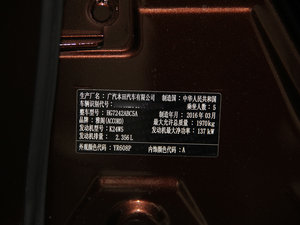 生产厂名：广汽本田汽车有限公司 制造国：中华人民共和国
车辆识别代号： 乘坐人数：5
整车型号：HG7242ABC5A 制造年月：2016年03月
品牌：雅阁(ACCORD) 最大允许总质量：1970kg
发动机型号：K24W5 发动机最大净功率：137kW
发动机排量：2.356L
外观颜色代码：YR608P 内饰颜色代码：A